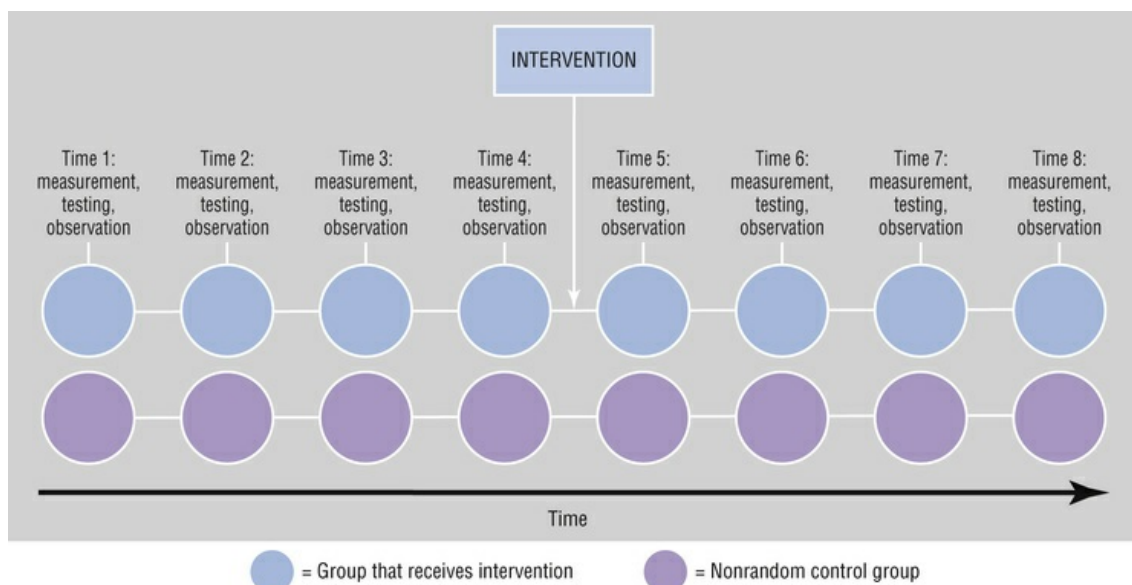 INTERVENTION
Time 1:
measurement,
testing,
observation
Time 2:
measurement,
testing,
observation
Time 3:
measurement,
testing,
observation
Time 4:
measurement,
testing,
observation
Time 5:
measurement,
testing,
observation
Time 6:
measurement,
testing,
observation
Time 7:
measurement,
testing,
observation
Time 8:
measurement,
testing,
observation
Time
= Group that receives intervention
= Nonrandom control group